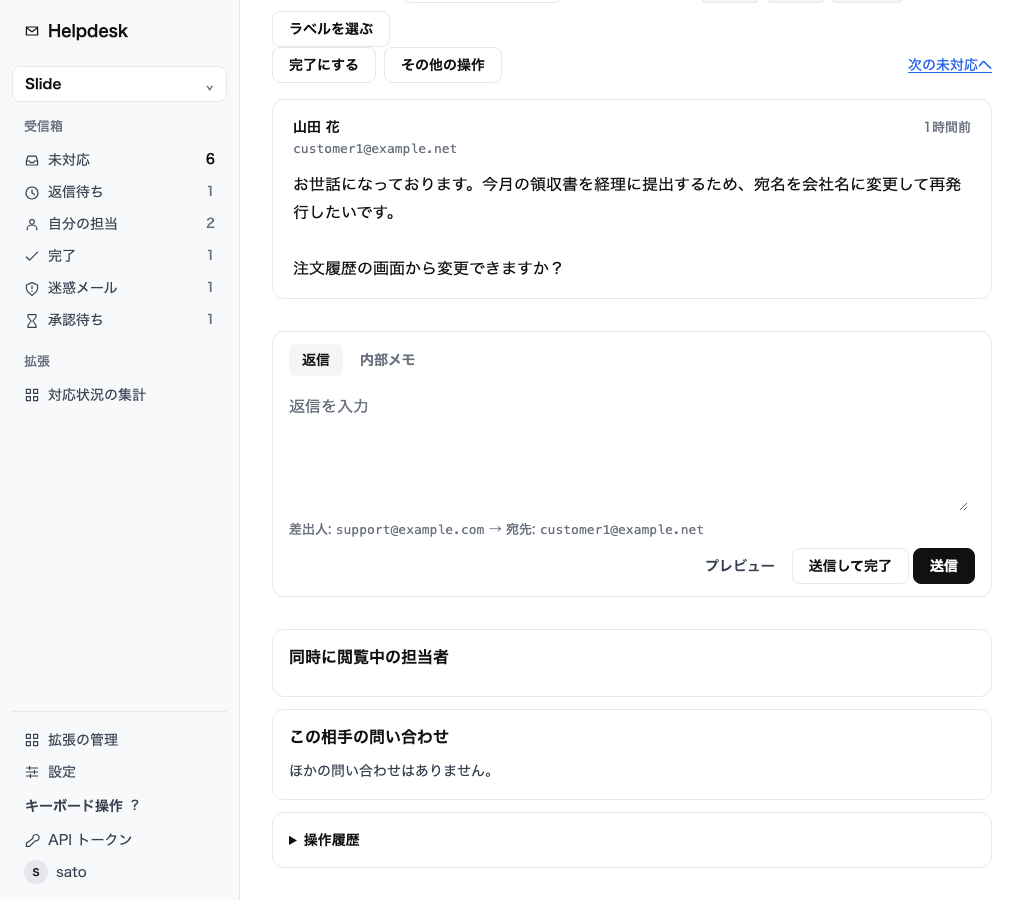 Helpdesk
Slide
受信箱
未対応 6
返信待ち 1
自分の担当 2
完了 1
迷惑メール 1
承認待ち 1
拡張
対応状況の集計
拡張の管理
設定
キーボード操作 ?
API トークン
S sato
ラベルを選ぶ
完了にする その他の操作 次の未対応へ
山田 花 1時間前
customer1@example.net
お世話になっております。今月の領収書を経理に提出するため、宛名を会社名に変更して再発
行したいです。
注文履歴の画面から変更できますか？
返信 内部メモ
返信を入力
差出人: support@example.com → 宛先: customer1@example.net
プレビュー 送信して完了 送信
同時に閲覧中の担当者
この相手の問い合わせ
ほかの問い合わせはありません。
操作履歴